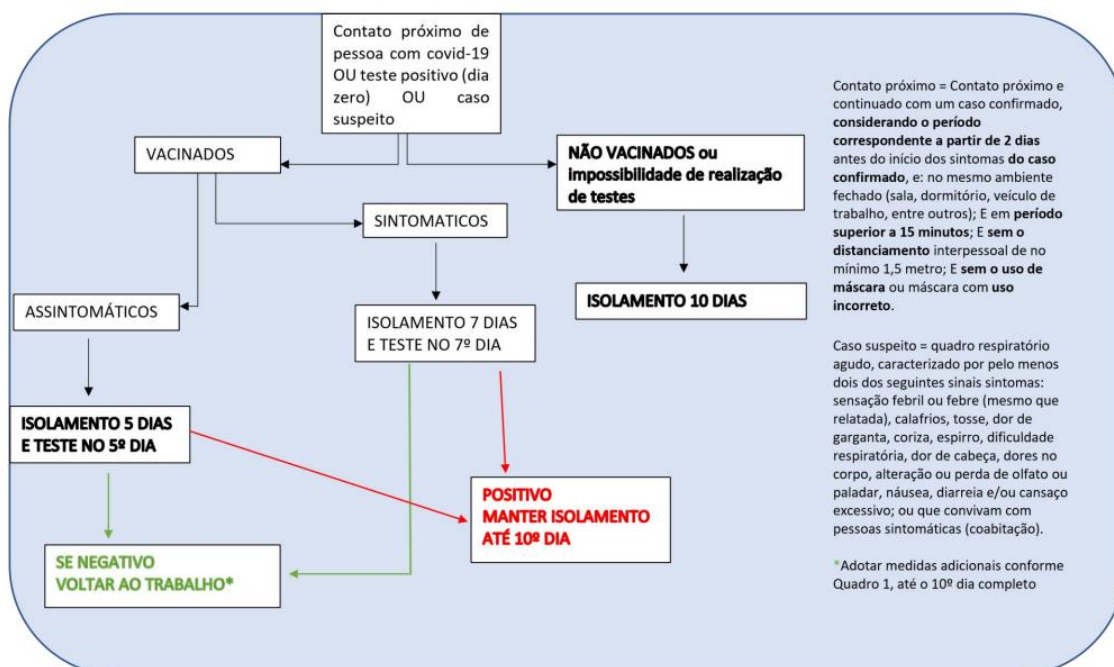 Contato próximo de
pessoa com covid-19
OU teste positivo (dia
zero) OU caso
suspeito
VACINADOS
NÃO VACINADOS ou
impossibilidade de realização
de testes
SINTOMATICOS
ISOLAMENTO 10 DIAS
ASSINTOMÁTICOS
ISOLAMENTO 7 DIAS
E TESTE NO 7º DIA
ISOLAMENTO 5 DIAS
E TESTE NO 5º DIA
POSITIVO
MANTER ISOLAMENTO
ATÉ 10º DIA
SE NEGATIVO
VOLTAR AO TRABALHO*
Contato próximo = Contato próximo e
continuado com um caso confirmado,
considerando o período
correspondente a partir de 2 dias
antes do início dos sintomas do caso
confirmado, e: no mesmo ambiente
fechado (sala, dormitório, veículo de
trabalho, entre outros); E em período
superior a 15 minutos; E sem o
distanciamento interpessoal de no
mínimo 1,5 metro; E sem o uso de
máscara ou máscara com uso
incorreto.
Caso suspeito = quadro respiratório
agudo, caracterizado por pelo menos
dois dos seguintes sinais sintomas:
sensação febril ou febre (mesmo que
relatada), calafrios, tosse, dor de
garganta, coriza, espirro, dificuldade
respiratória, dor de cabeça, dores no
corpo, alteração ou perda de olfato ou
paladar, náusea, diarreia e/ou cansaço
excessivo; ou que convivam com
pessoas sintomáticas (coabitação).
*Adotar medidas adicionais conforme
Quadro 1, até o 10º dia completo